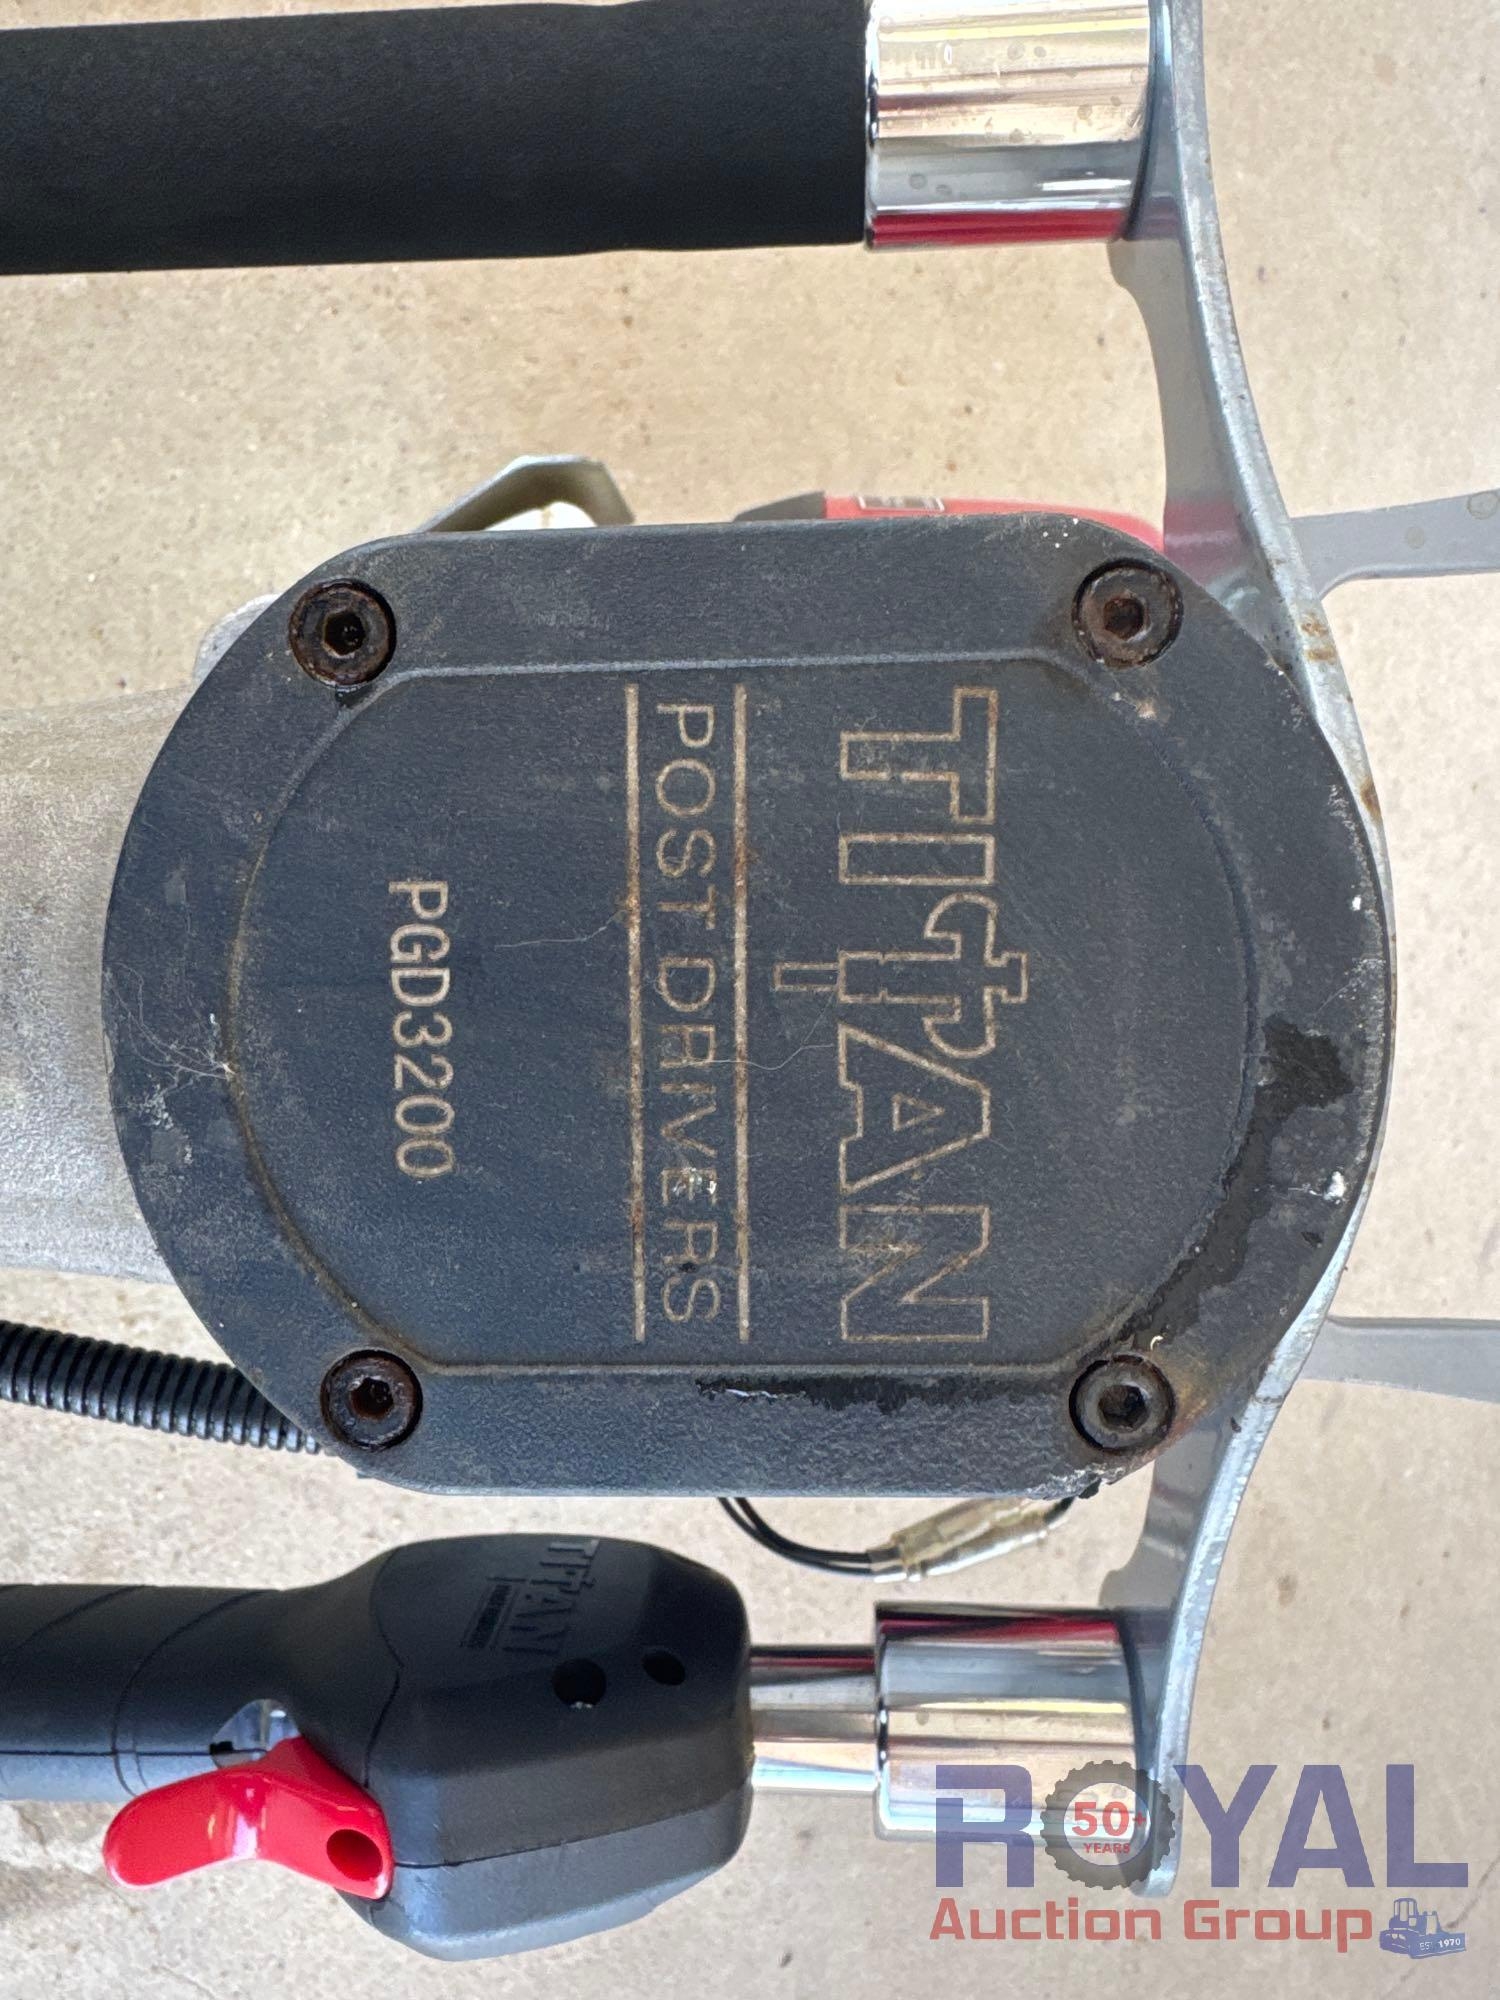 TITAN
POST DRIVERS
PGD3200
TITAN
ROYAL
50+
YEARS
Auction Group
EST 1970